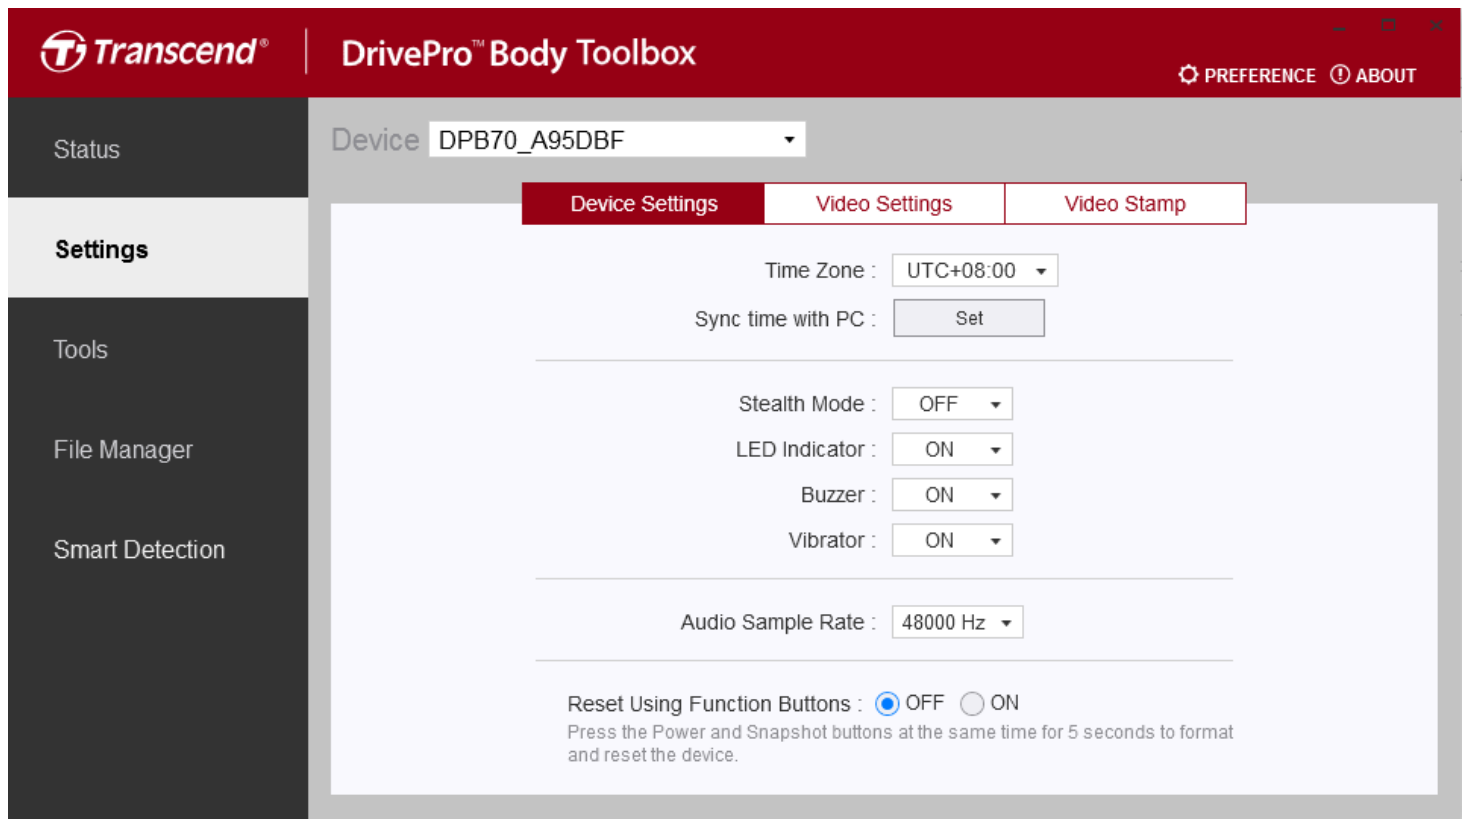 Transcend®
DrivePro™ Body Toolbox
PREFERENCE ABOUT
Status
Settings
Tools
File Manager
Smart Detection
Device DPB70_A95DBF
Device Settings Video Settings Video Stamp
Time Zone : UTC+08:00
Sync time with PC : Set
Stealth Mode : OFF
LED Indicator : ON
Buzzer : ON
Vibrator : ON
Audio Sample Rate : 48000 Hz
Reset Using Function Buttons : OFF ON
Press the Power and Snapshot buttons at the same time for 5 seconds to format
and reset the device.